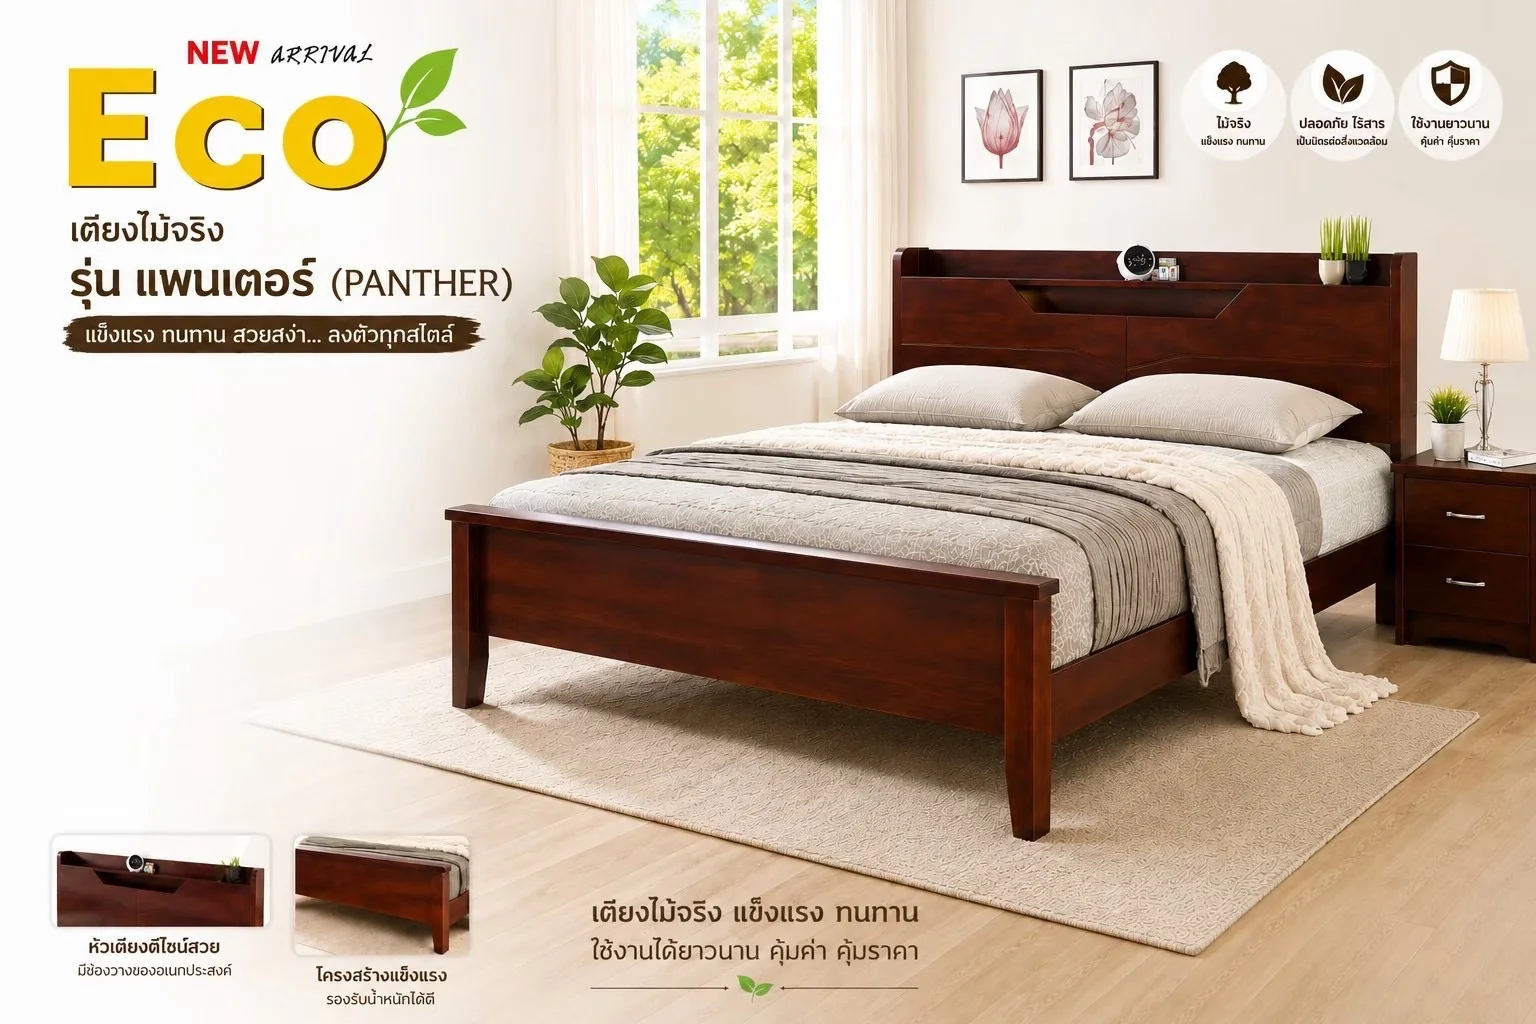 NEW ARRIVAL
Eco
เตียงไม้จริง
รุ่น แพนเตอร์ (PANTHER)
แข็งแรง ทนทาน สวยสง่า... ลงตัวทุกสไตล์
ไม้จริง
แข็งแรง ทนทาน
ปลอดภัย ไร้สาร
เป็นมิตรต่อสิ่งแวดล้อม
ใช้งานยาวนาน
คุ้มค่า คุ้มราคา
หัวเตียงดีไซน์สวย
มีช่องวางของอเนกประสงค์
โครงสร้างแข็งแรง
รองรับน้ำหนักได้ดี
เตียงไม้จริง แข็งแรง ทนทาน
ใช้งานได้ยาวนาน คุ้มค่า คุ้มราคา